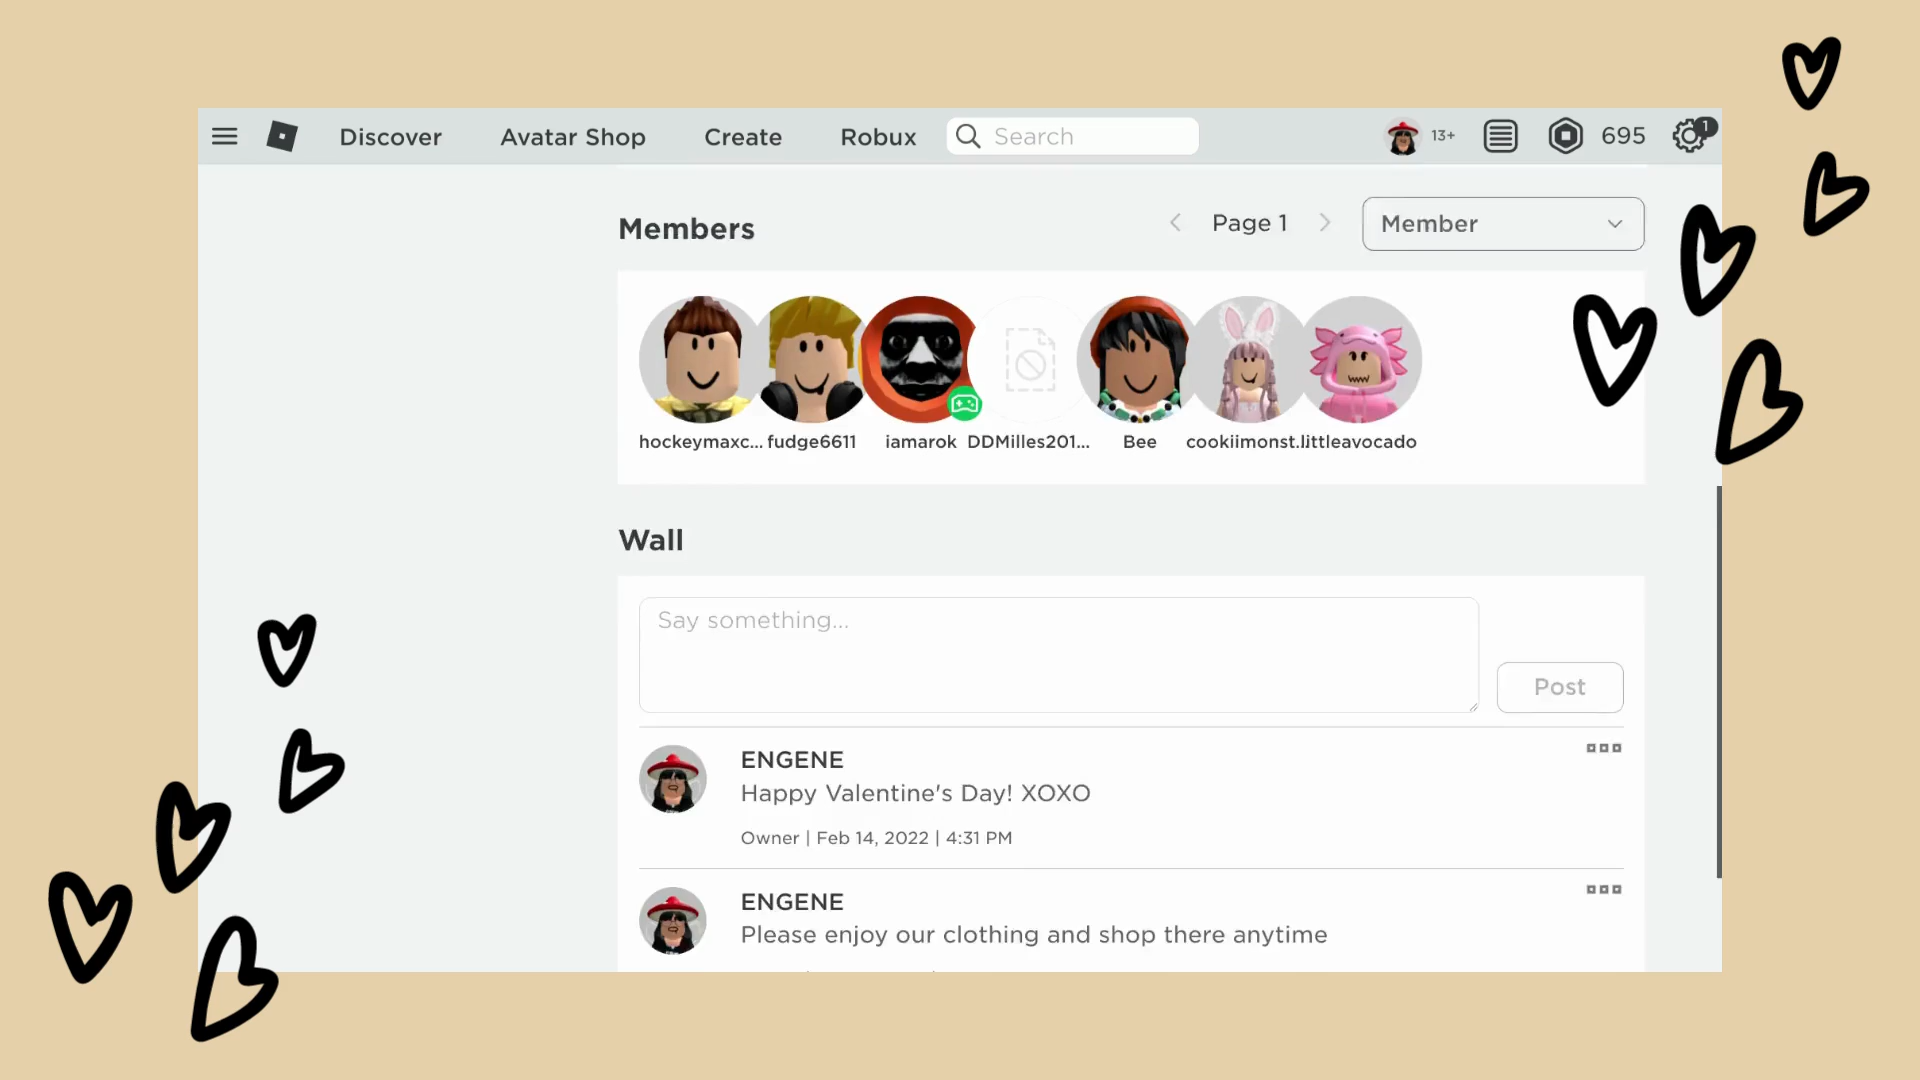 Discover Avatar Shop Create Robux Search 13+ 695 1
Members Page 1 Member
hockeymaxc... fudge6611 iamarok DDMilles201... Bee cookiimonst... littleavocado
Wall
Say something...
Post
ENGENE
Happy Valentine's Day! XOXO
Owner | Feb 14, 2022 | 4:31 PM
ENGENE
Please enjoy our clothing and shop there anytime